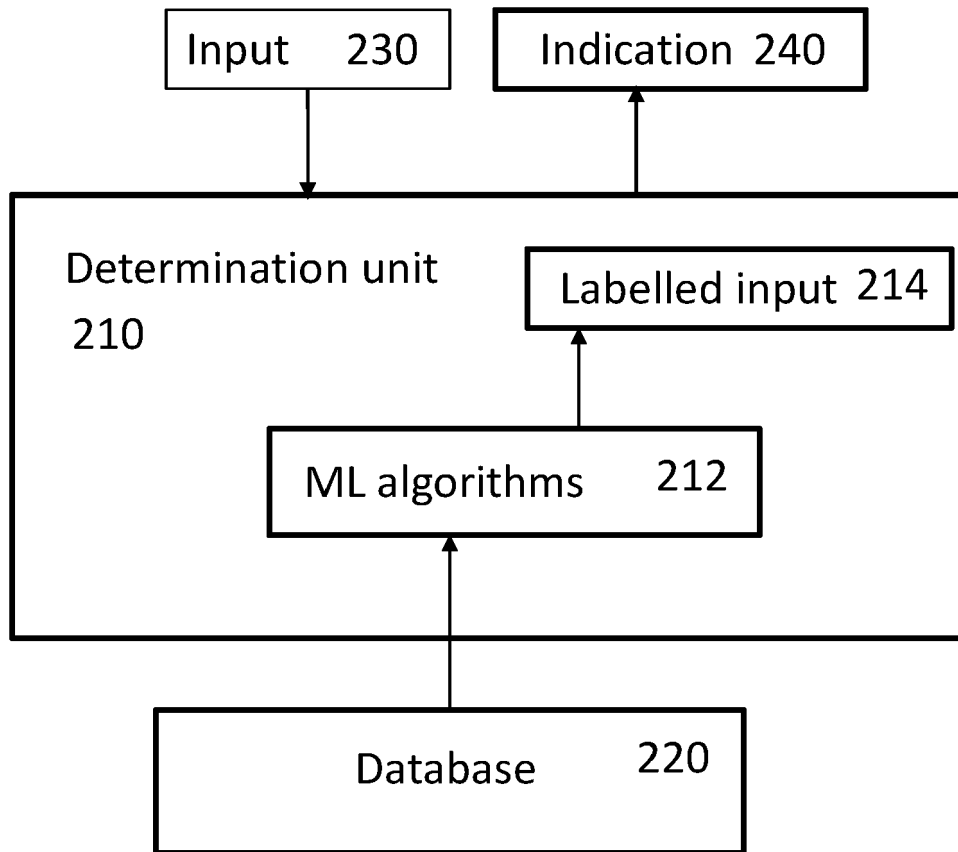 Input 230
Indication 240
Determination unit
210
Labelled input 214
ML algorithms 212
Database 220